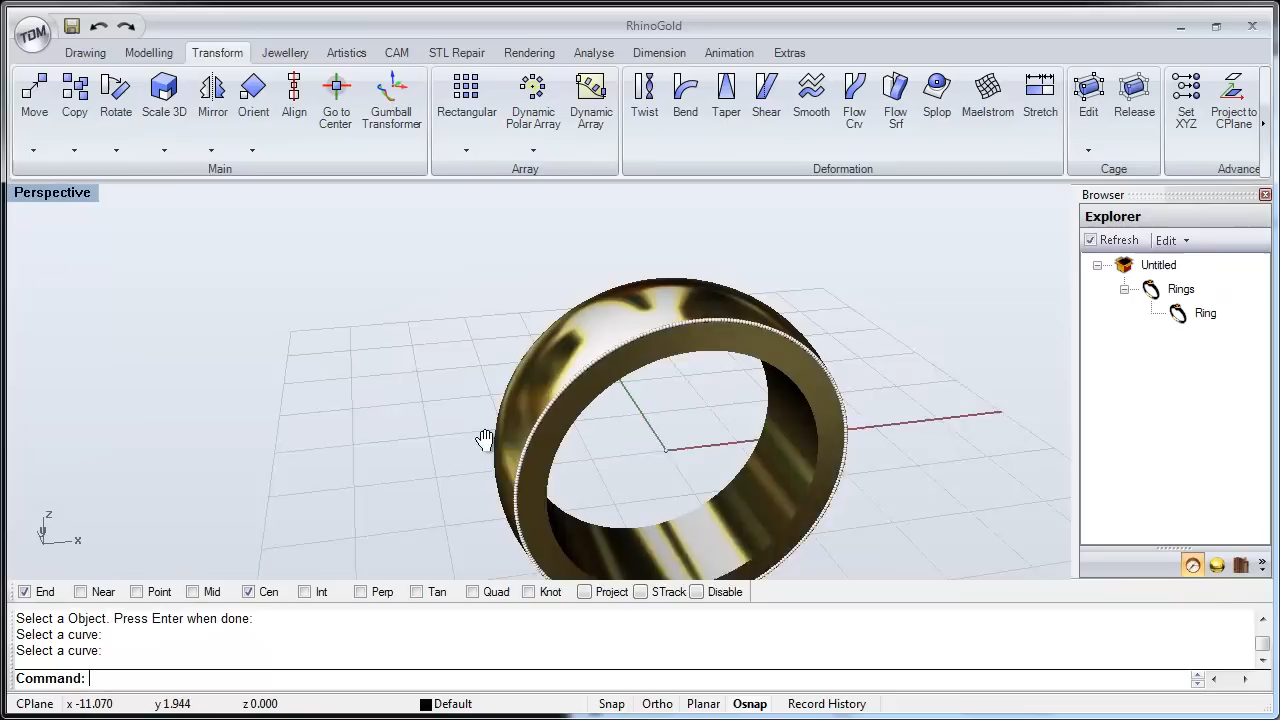 RhinoGold
TDM
Drawing Modelling Transform Jewellery Artistics CAM STL Repair Rendering Analyse Dimension Animation Extras
Move Copy Rotate Scale 3D Mirror Orient Align Go to Center Gumball Transformer
Main
Rectangular Dynamic Polar Array Dynamic Array
Array
Twist Bend Taper Shear Smooth Flow Crv Flow Srf Splop Maelstrom Stretch
Deformation
Edit Release
Cage
Set XYZ Project to CPlane
Advance
Perspective
Browser
Explorer
Refresh Edit
Untitled
Rings
Ring
z
x
End Near Point Mid Cen Int Perp Tan Quad Knot Project STrack Disable
Select a Object. Press Enter when done:
Select a curve:
Select a curve:
Command:
CPlane x -11.070 y 1.944 z 0.000 Default Snap Ortho Planar Osnap Record History